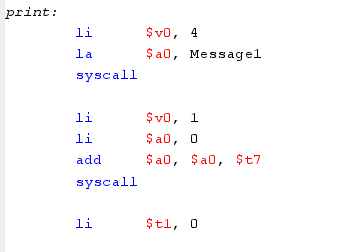 print:
li $v0, 4
la $a0, Message1
syscall
li $v0, 1
li $a0, 0
add $a0, $a0, $t7
syscall
li $t1, 0